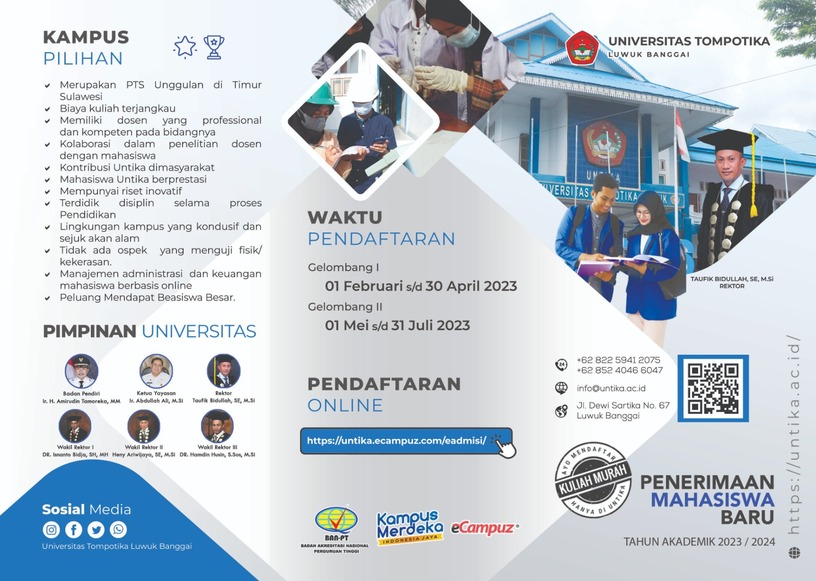 KAMPUS
PILIHAN
Merupakan PTS Unggulan di Timur
Sulawesi
Biaya kuliah terjangkau
Memiliki dosen yang professional
dan kompeten pada bidangnya
Kolaborasi dalam penelitian dosen
dengan mahasiswa
Kontribusi Untika dimasyarakat
Mahasiswa Untika berprestasi
Mempunyai riset inovatif
Terdidik disiplin selama proses
Pendidikan
Lingkungan kampus yang kondusif dan
sejuk akan alam
Tidak ada ospek yang menguji fisik/
kekerasan.
Manajemen administrasi dan keuangan
mahasiswa berbasis online
Peluang Mendapat Beasiswa Besar.
PIMPINAN UNIVERSITAS
Badan Pendiri
Ir. H. Amirudin Tamoreka, MM
Ketua Yayasan
Ir. Abdullah Ali, M.Si
Rektor
Taufik Bidullah, SE, M.Si
Wakil Rektor I
DR. Isnanto Bidja, SH, MH
Wakil Rektor II
Heny Ariwijaya, SE, M.Si
Wakil Rektor III
DR. Hamdin Husin, S.Sos, M.Si
Sosial Media
Universitas Tompotika Luwuk Banggai
WAKTU
PENDAFTARAN
Gelombang I
01 Februari s/d 30 April 2023
Gelombang II
01 Mei s/d 31 Juli 2023
PENDAFTARAN
ONLINE
https://untika.ecampuz.com/eadmisi/
BAN-PT
BADAN AKREDITASI NASIONAL
PERGURUAN TINGGI
Kampus
Merdeka
INDONESIA JAYA
eCampuz
UNIVERSITAS TOMPOTIKA
LUWUK BANGGAI
UNTIKA
UNIVERSITAS TOMPOTIKA
TAUFIK BIDULLAH, SE, M.Si
REKTOR
+62 822 5941 2075
+62 852 4046 6047
info@untika.ac.id
Jl. Dewi Sartika No. 67
Luwuk Banggai
AYO MENDAFTAR
KULIAH MURAH
HANYA DI UNTIKA
PENERIMAAN
MAHASISWA
BARU
TAHUN AKADEMIK 2023 / 2024
https://untika.ac.id/